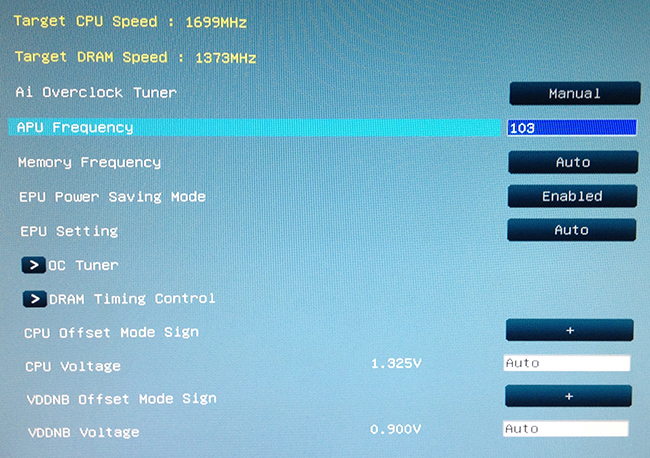 Target CPU Speed : 1699MHz
Target DRAM Speed : 1373MHz
Ai Overclock Tuner Manual
APU Frequency 103
Memory Frequency Auto
EPU Power Saving Mode Enabled
EPU Setting Auto
> OC Tuner
> DRAM Timing Control
CPU Offset Mode Sign +
CPU Voltage 1.325V Auto
VDDNB Offset Mode Sign +
VDDNB Voltage 0.900V Auto